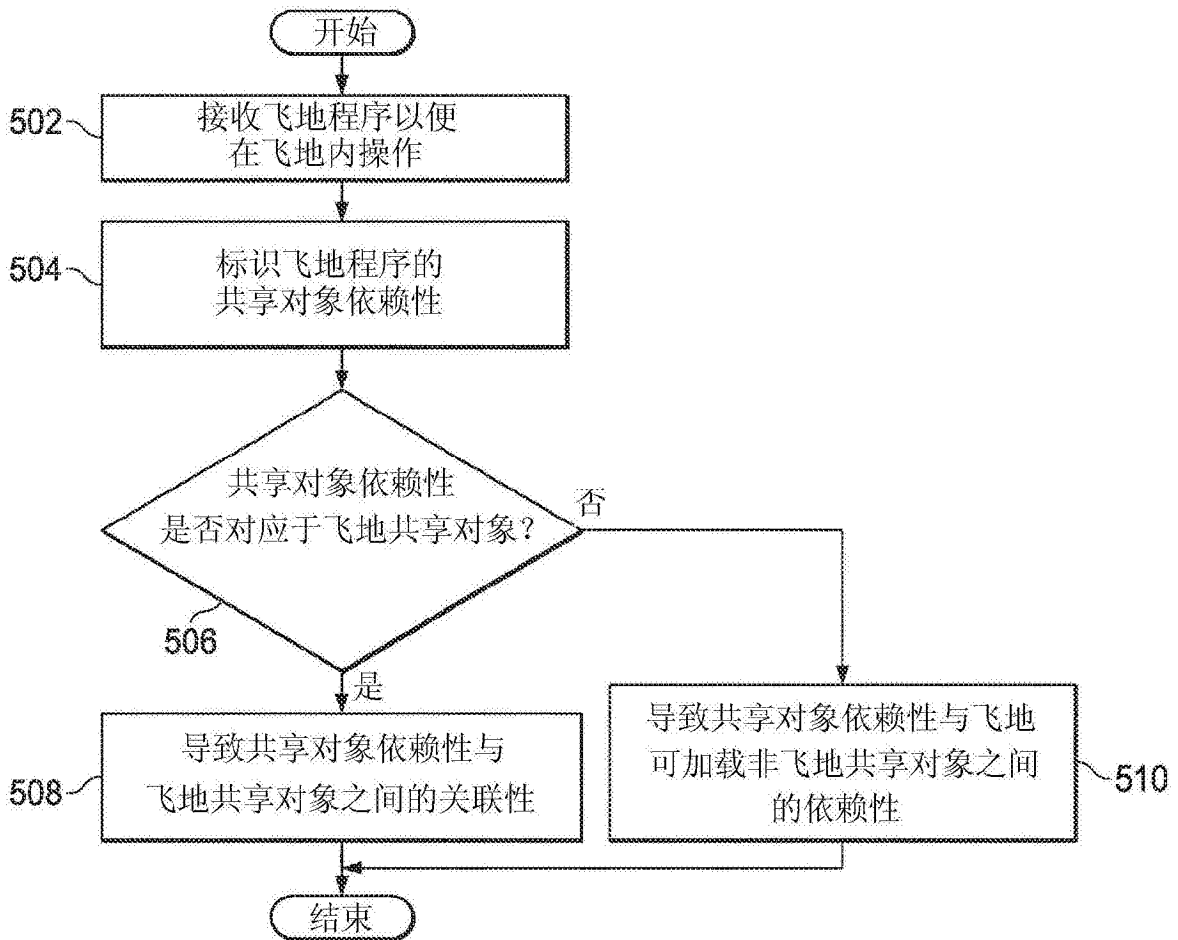 开始
502
接收飞地程序以便
在飞地内操作
504
标识飞地程序的
共享对象依赖性
共享对象依赖性
是否对应于飞地共享对象？
否
506
是
508
导致共享对象依赖性与
飞地共享对象之间的关联性
导致共享对象依赖性与飞地
可加载非飞地共享对象之间
的依赖性
510
结束